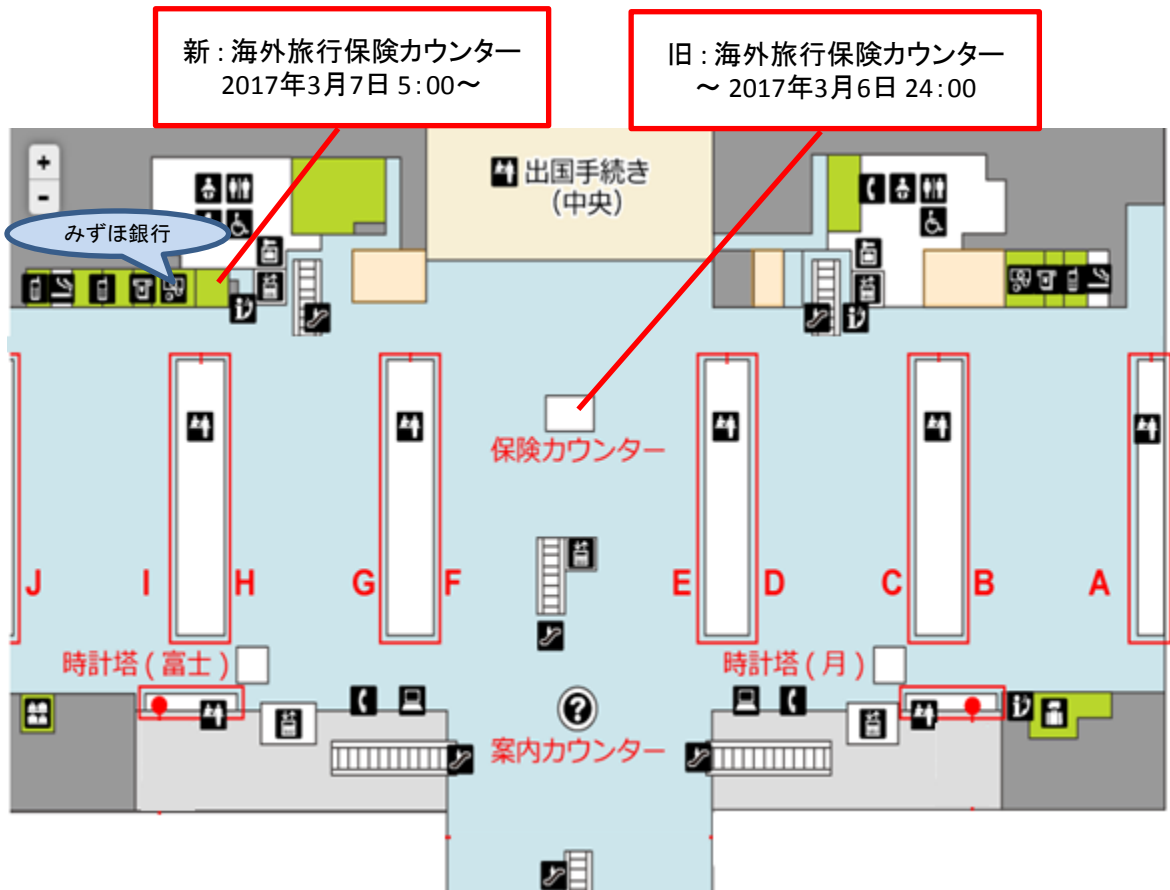 新：海外旅行保険カウンター
2017年3月7日 5：00～
旧：海外旅行保険カウンター
～ 2017年3月6日 24：00
+
-
出国手続き
(中央)
みずほ銀行
保険カウンター
J
I
H
G
F
E
D
C
B
A
時計塔 ( 富士 )
時計塔 ( 月 )
?
案内カウンター